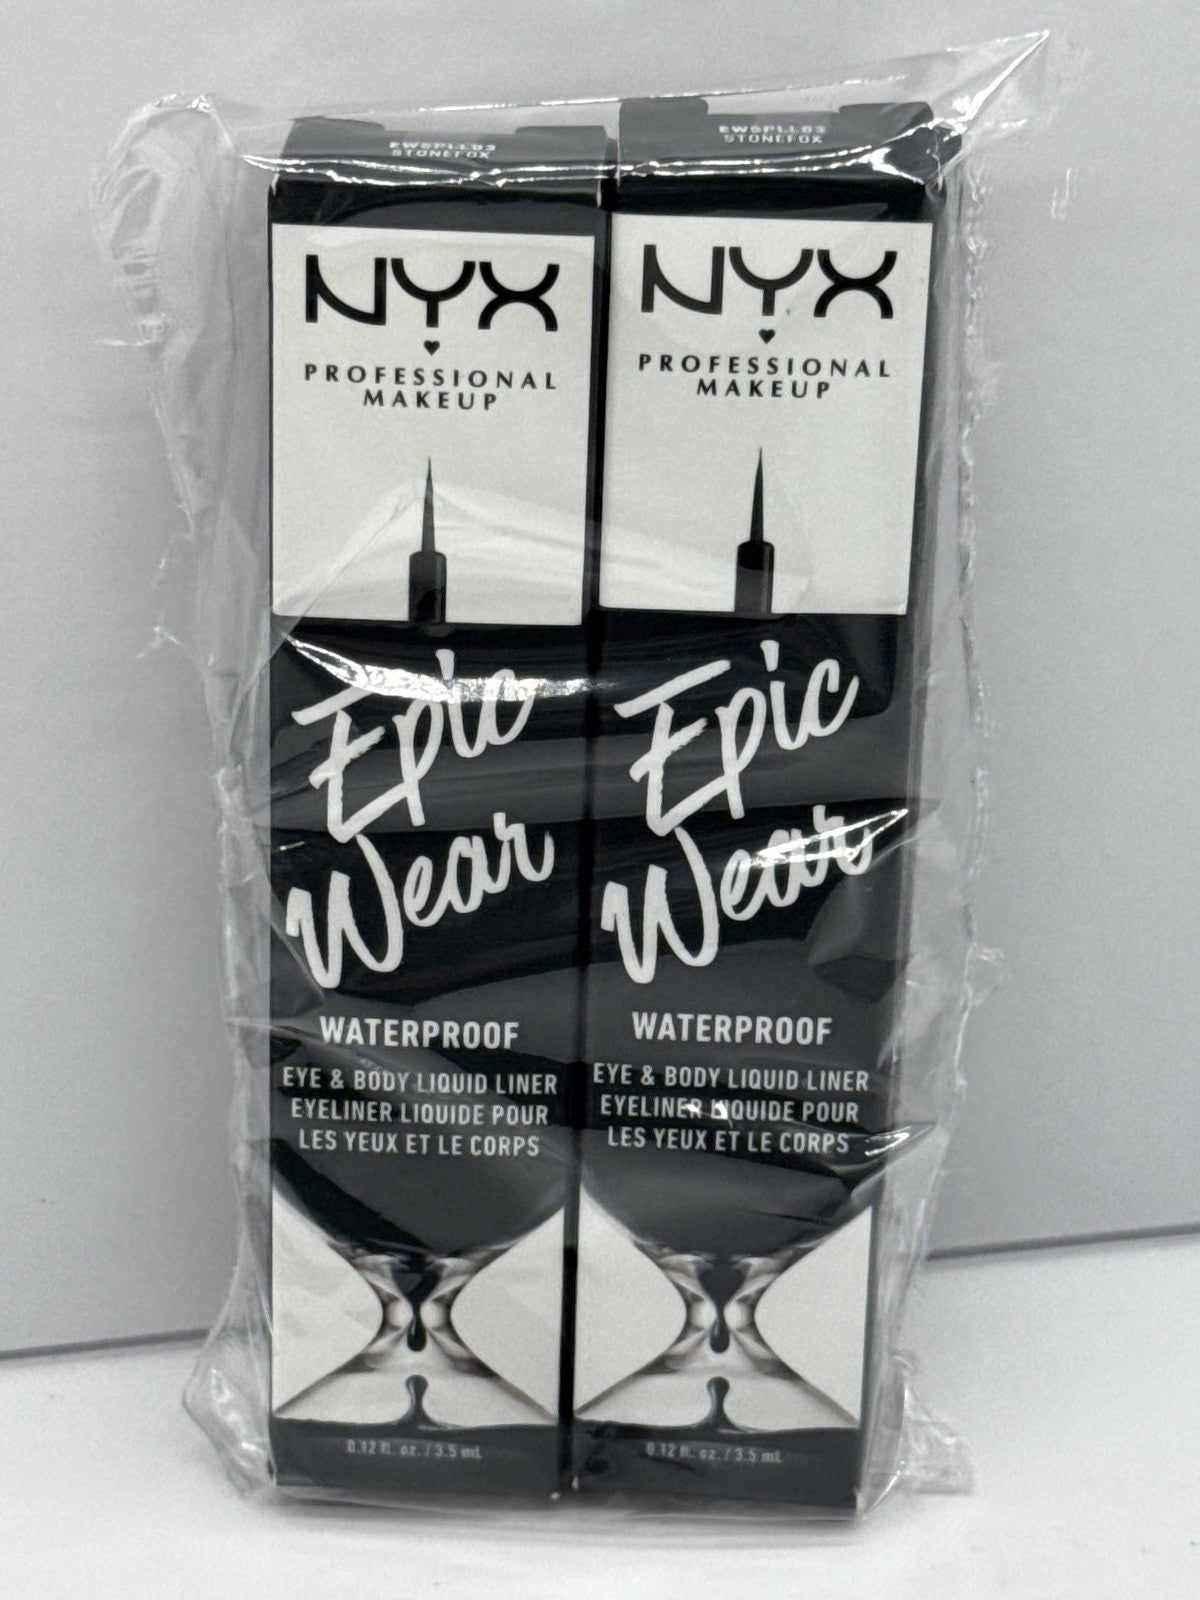 EWSPLL03
STONEFOX
NYX
PROFESSIONAL
MAKEUP
Epic
Wear
WATERPROOF
EYE & BODY LIQUID LINER
EYELINER LIQUIDE POUR
LES YEUX ET LE CORPS
0.12 fl. oz. / 3.5 mL
EWSPLL03
STONEFOX
NYX
PROFESSIONAL
MAKEUP
Epic
Wear
WATERPROOF
EYE & BODY LIQUID LINER
EYELINER LIQUIDE POUR
LES YEUX ET LE CORPS
0.12 fl. oz. / 3.5 mL